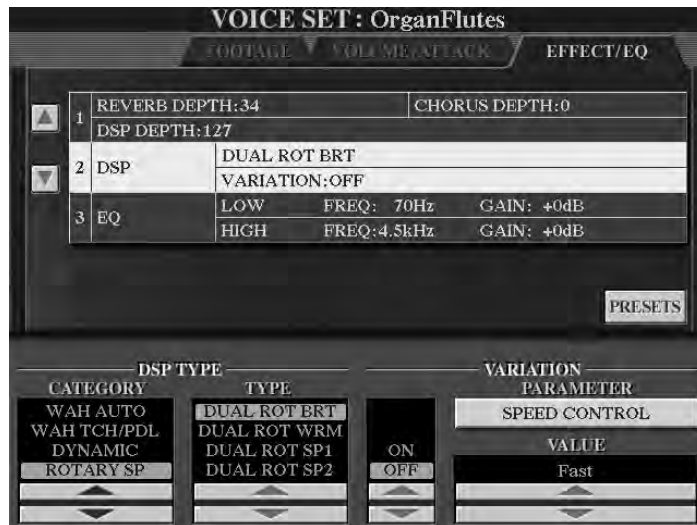 VOICE SET : OrganFlutes
FOOTAGE VOLUME/ATTACK EFFECT/EQ
1 REVERB DEPTH:34 CHORUS DEPTH:0
DSP DEPTH:127
2 DSP DUAL ROT BRT
VARIATION:OFF
3 EQ LOW FREQ: 70Hz GAIN: +0dB
HIGH FREQ:4.5kHz GAIN: +0dB
PRESETS
DSP TYPE VARIATION
CATEGORY TYPE PARAMETER
WAH AUTO DUAL ROT BRT SPEED CONTROL
WAH TCH/PDL DUAL ROT WRM
DYNAMIC DUAL ROT SP1 ON VALUE
ROTARY SP DUAL ROT SP2 OFF Fast